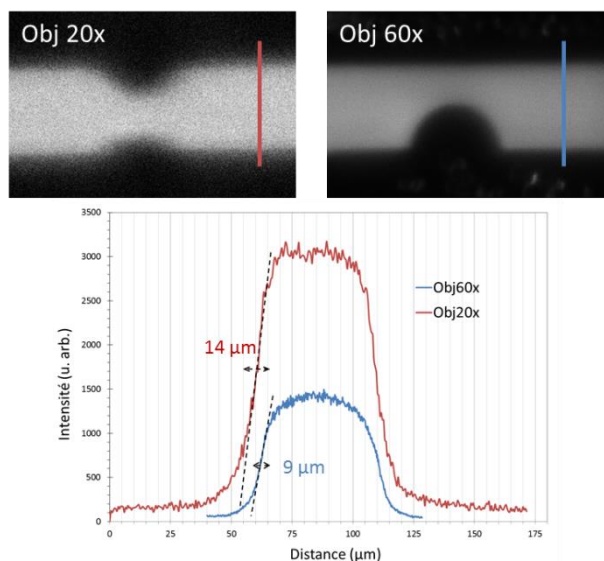 Obj 20x
Obj 60x
3500
3000
2500
2000
1500
1000
500
0
Intensité (u. arb.)
14 µm
9 µm
Obj60x
Obj20x
0 25 50 75 100 125 150 175
Distance (µm)